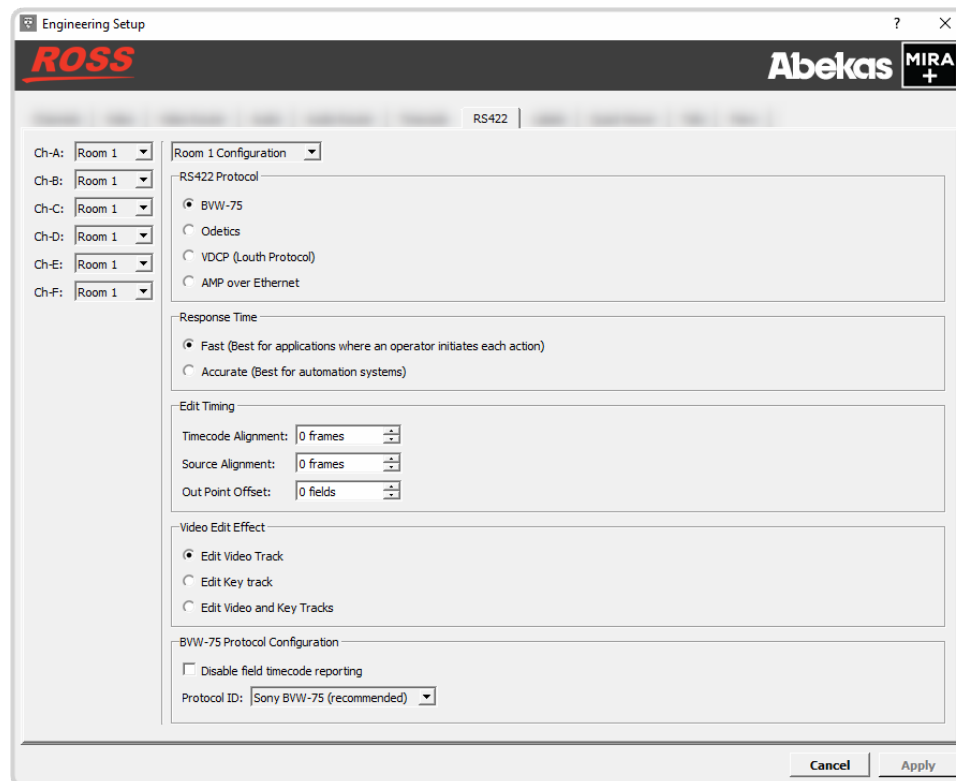 Engineering Setup
ROSS
Abekas MIRA +
RS422
Ch-A: Room 1
Ch-B: Room 1
Ch-C: Room 1
Ch-D: Room 1
Ch-E: Room 1
Ch-F: Room 1
Room 1 Configuration
RS422 Protocol
BVW-75
Odetics
VDCP (Louth Protocol)
AMP over Ethernet
Response Time
Fast (Best for applications where an operator initiates each action)
Accurate (Best for automation systems)
Edit Timing
Timecode Alignment: 0 frames
Source Alignment: 0 frames
Out Point Offset: 0 fields
Video Edit Effect
Edit Video Track
Edit Key track
Edit Video and Key Tracks
BVW-75 Protocol Configuration
Disable field timecode reporting
Protocol ID: Sony BVW-75 (recommended)
Cancel Apply